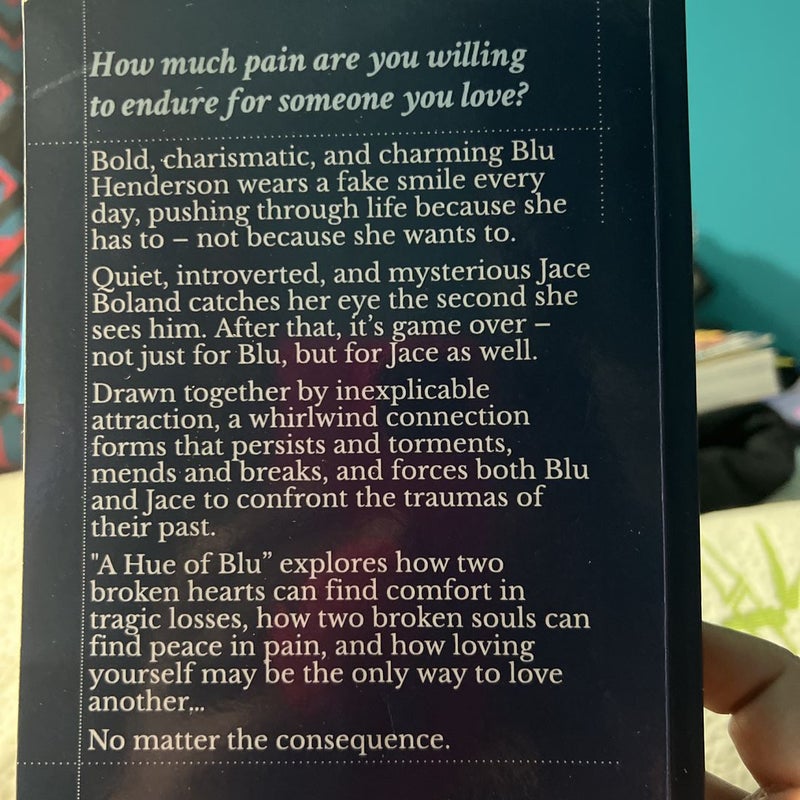 How much pain are you willing
to endure for someone you love?
Bold, charismatic, and charming Blu
Henderson wears a fake smile every
day, pushing through life because she
has to – not because she wants to.
Quiet, introverted, and mysterious Jace
Boland catches her eye the second she
sees him. After that, it's game over –
not just for Blu, but for Jace as well.
Drawn together by inexplicable
attraction, a whirlwind connection
forms that persists and torments,
mends and breaks, and forces both Blu
and Jace to confront the traumas of
their past.
"A Hue of Blu” explores how two
broken hearts can find comfort in
tragic losses, how two broken souls can
find peace in pain, and how loving
yourself may be the only way to love
another...
No matter the consequence.